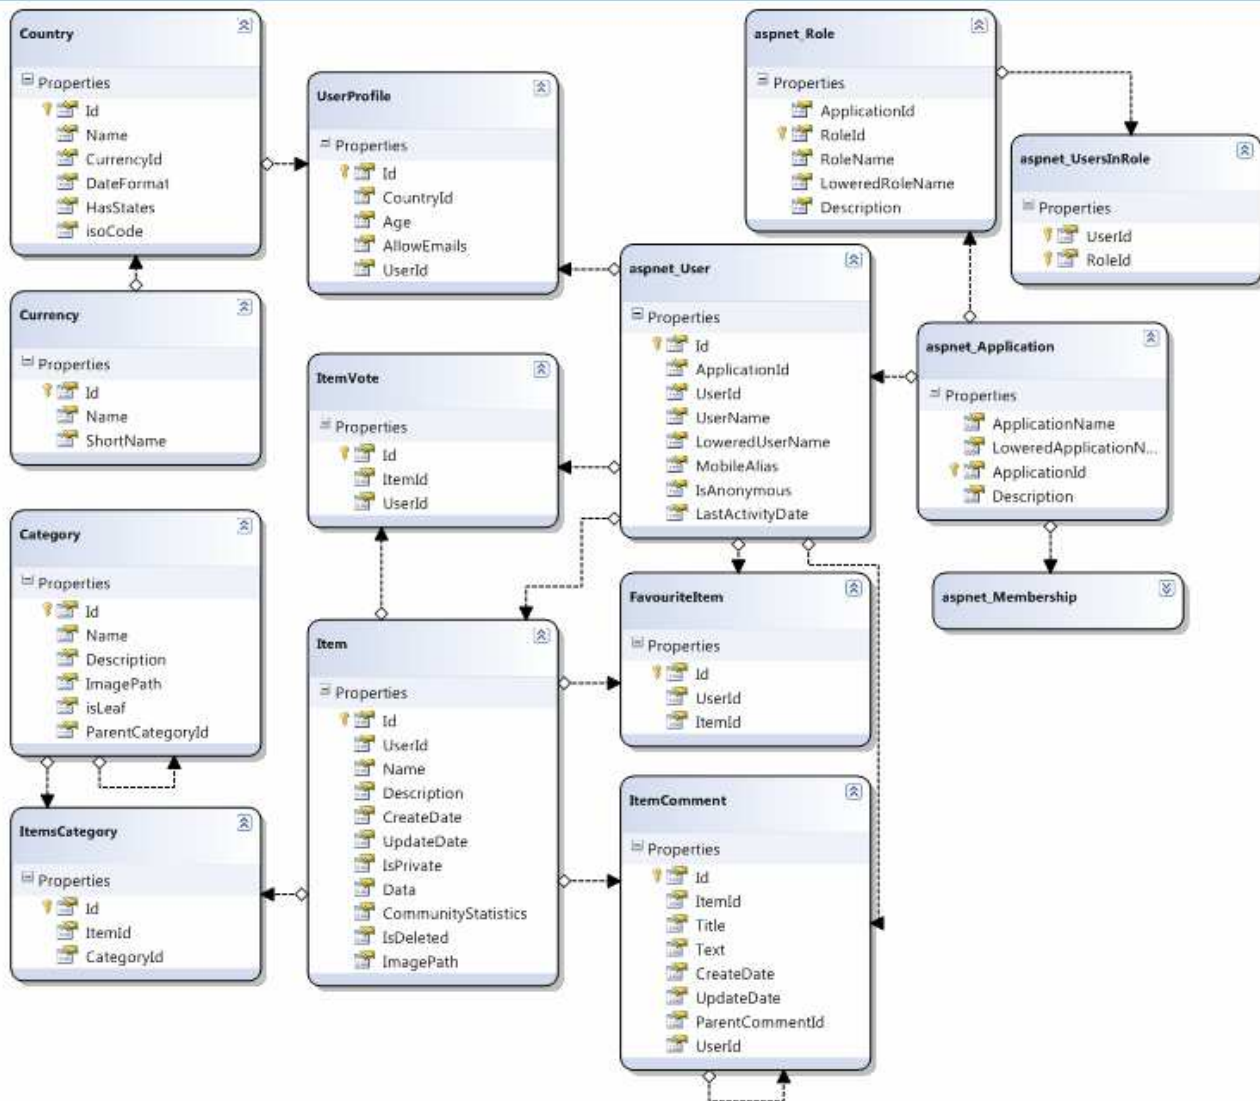 Country
Properties
Id
Name
CurrencyId
DateFormat
HasStates
isoCode
Currency
Properties
Id
Name
ShortName
Category
Properties
Id
Name
Description
ImagePath
isLeaf
ParentCategoryId
ItemsCategory
Properties
Id
ItemId
CategoryId
UserProfile
Properties
Id
CountryId
Age
AllowEmails
UserId
ItemVote
Properties
Id
ItemId
UserId
Item
Properties
Id
UserId
Name
Description
CreateDate
UpdateDate
IsPrivate
Data
CommunityStatistics
IsDeleted
ImagePath
aspnet_User
Properties
Id
ApplicationId
UserId
UserName
LoweredUserName
MobileAlias
IsAnonymous
LastActivityDate
FavouriteItem
Properties
Id
UserId
ItemId
ItemComment
Properties
Id
ItemId
Title
Text
CreateDate
UpdateDate
ParentCommentId
UserId
aspnet_Role
Properties
ApplicationId
RoleId
RoleName
LoweredRoleName
Description
aspnet_UsersInRole
Properties
UserId
RoleId
aspnet_Application
Properties
ApplicationName
LoweredApplicationN...
ApplicationId
Description
aspnet_Membership